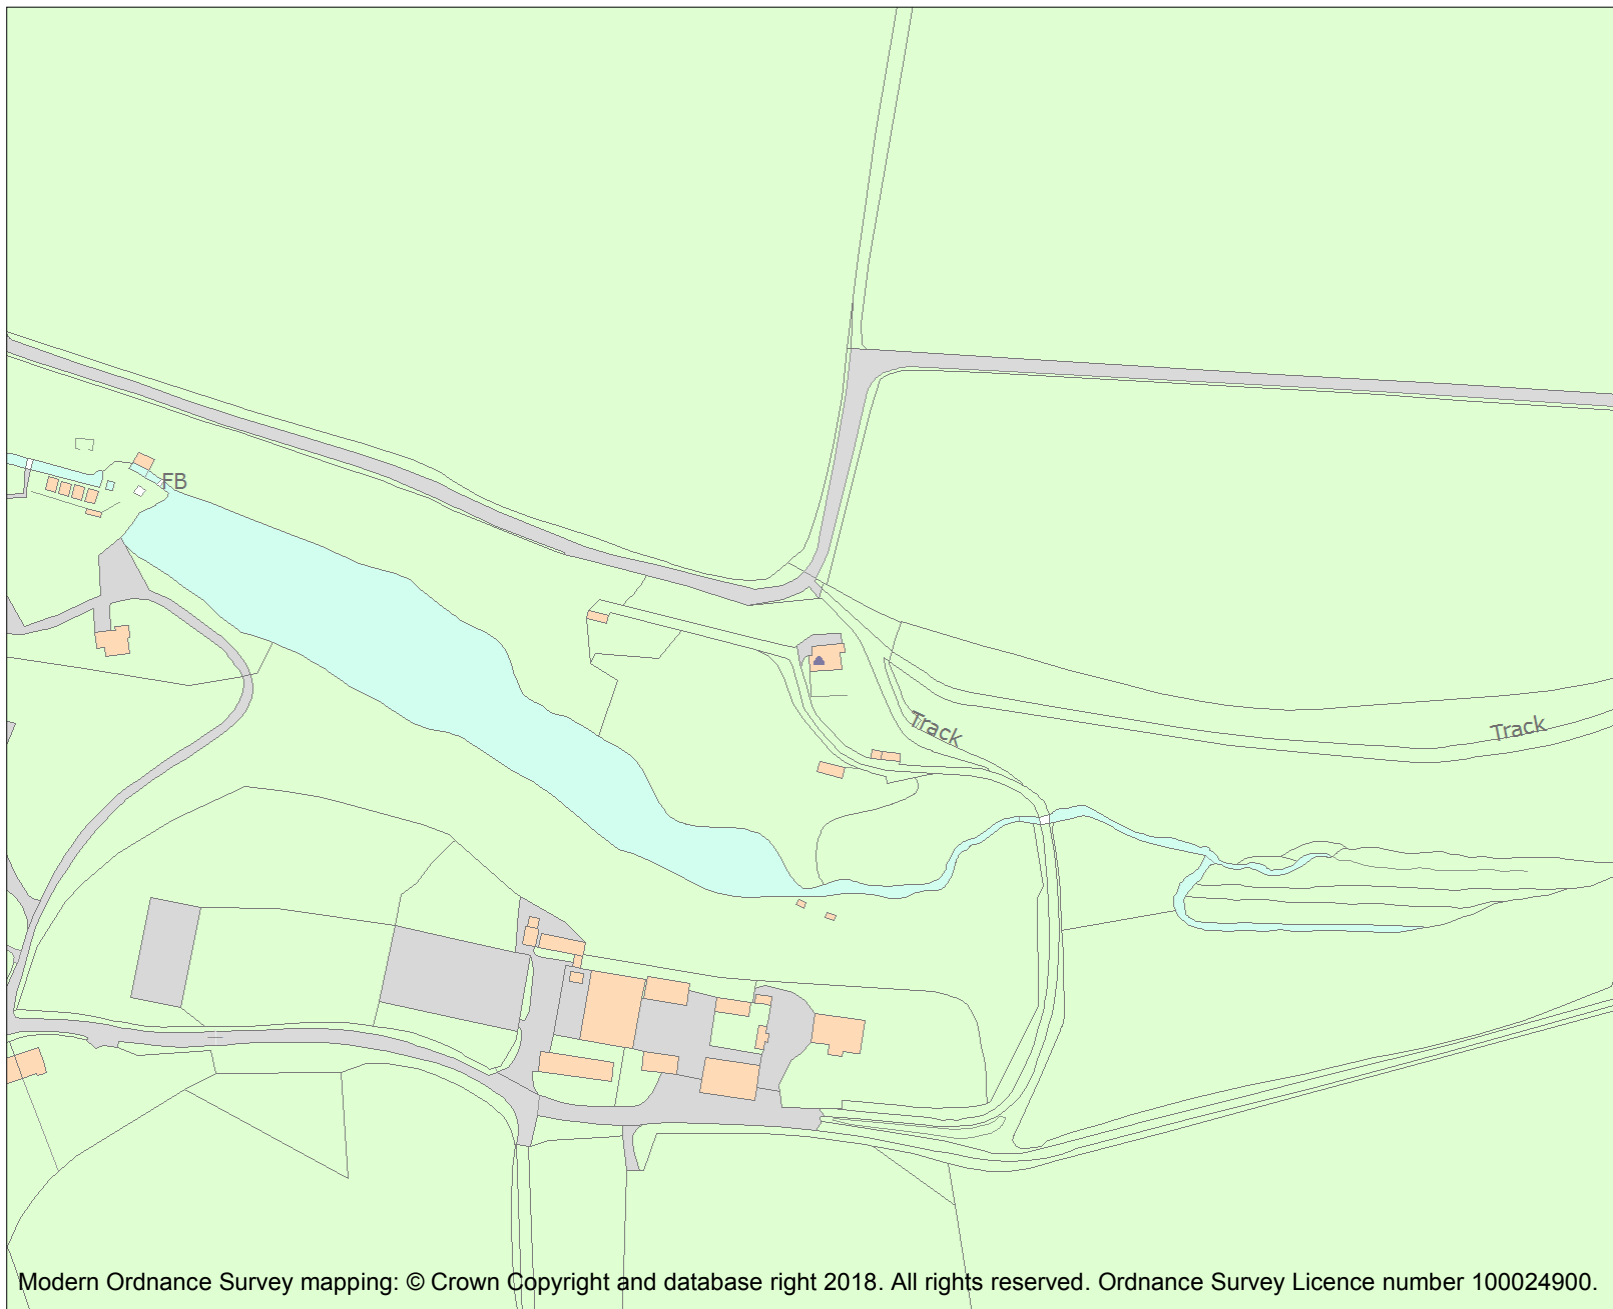 FB
Track
Track
Modern Ordnance Survey mapping: © Crown Copyright and database right 2018. All rights reserved. Ordnance Survey Licence number 100024900.